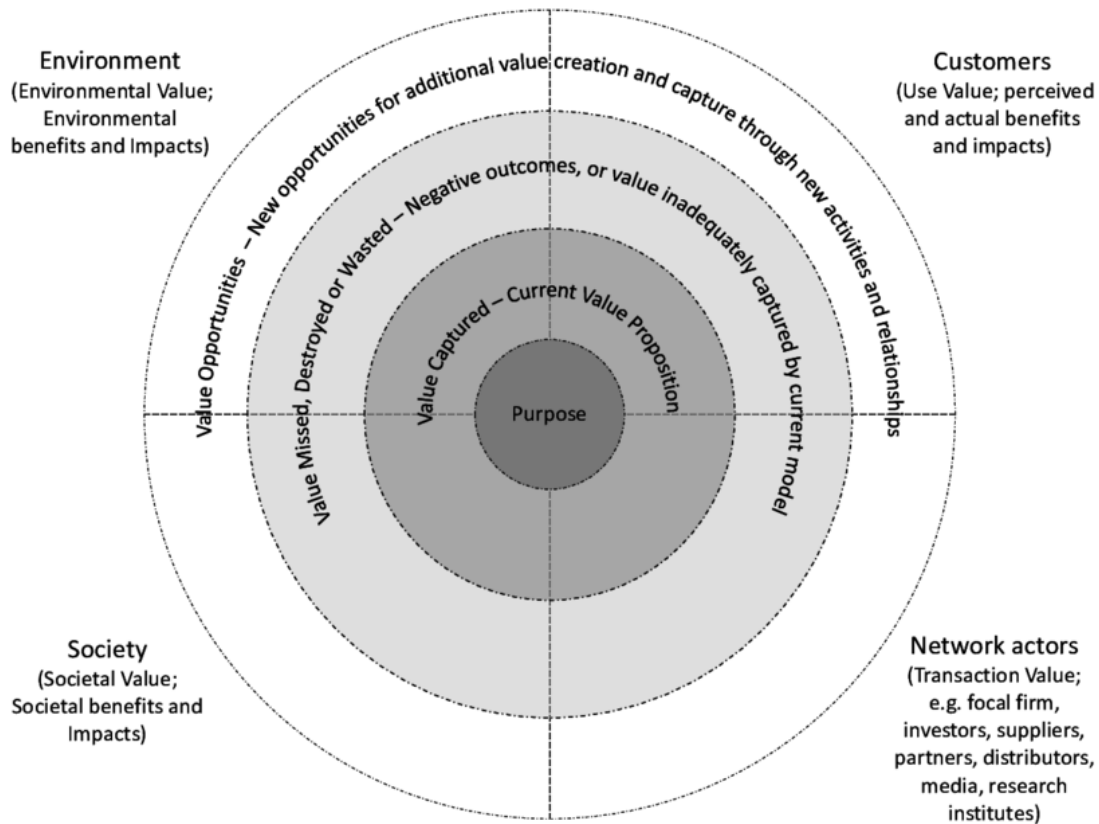 Environment
(Environmental Value;
Environmental
benefits and Impacts)
Customers
(Use Value; perceived
and actual benefits
and impacts)
Value Opportunities – New opportunities for additional value creation and capture through new activities and relationships
Value Missed, Destroyed or Wasted – Negative outcomes, or value inadequately captured by current model
Value Captured – Current Value Proposition
Purpose
Society
(Societal Value;
Societal benefits and
Impacts)
Network actors
(Transaction Value;
e.g. focal firm,
investors, suppliers,
partners, distributors,
media, research
institutes)